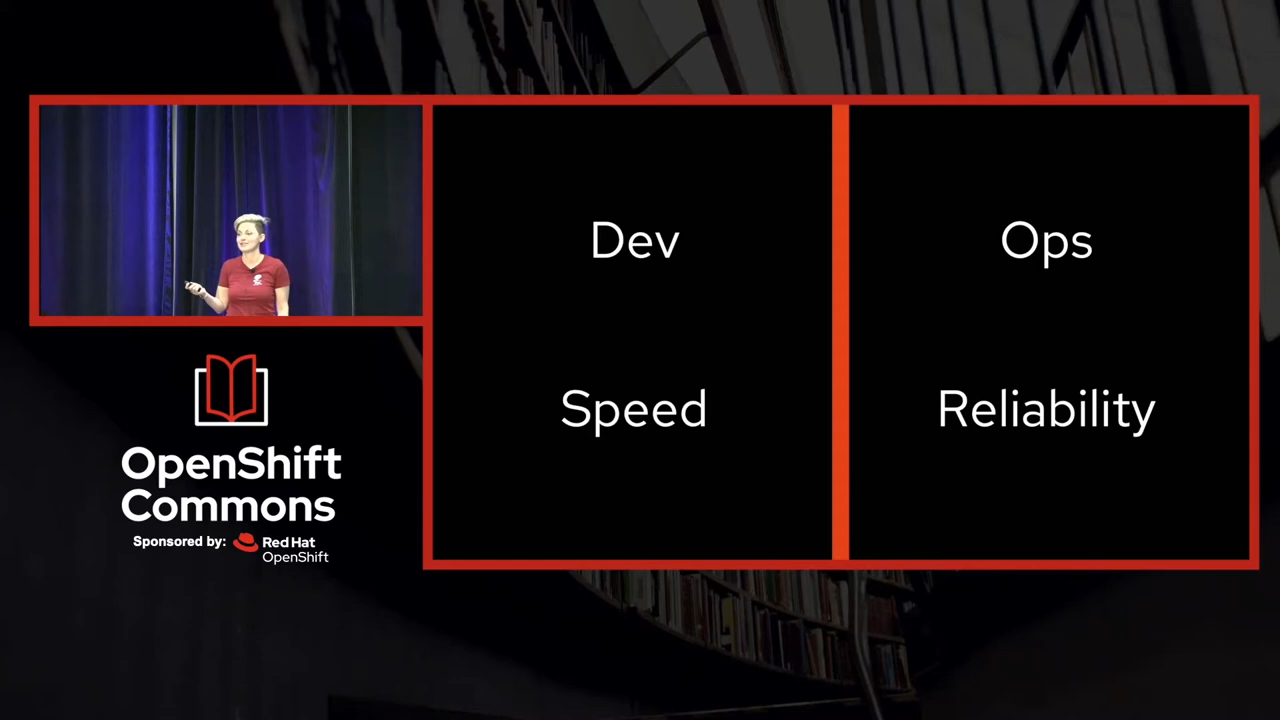 Dev
Ops
Speed
Reliability
OpenShift
Commons
Sponsored by:
Red Hat
OpenShift